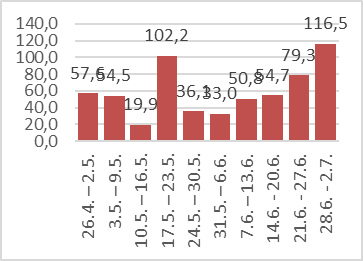 140,0
120,0
100,0
80,0
60,0
40,0
20,0
0,0
57,6
54,5
19,9
102,2
36,1
33,0
50,8
54,7
79,3
116,5
26.4. – 2.5.
3.5. – 9.5.
10.5. – 16.5.
17.5. – 23.5.
24.5. – 30.5.
31.5. – 6.6.
7.6. – 13.6.
14.6. - 20.6.
21.6. - 27.6.
28.6. - 2.7.